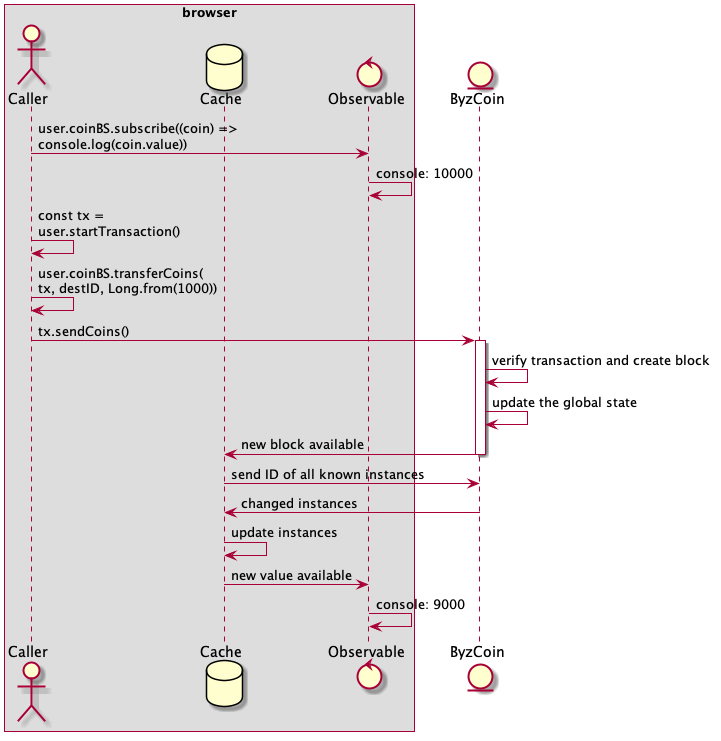 browser
Caller
Cache
Observable
ByzCoin
user.coinBS.subscribe((coin) =>
console.log(coin.value))
console: 10000
const tx =
user.startTransaction()
user.coinBS.transferCoins(
tx, destID, Long.from(1000))
tx.sendCoins()
verify transaction and create block
update the global state
new block available
send ID of all known instances
changed instances
update instances
new value available
console: 9000
Caller
Cache
Observable
ByzCoin